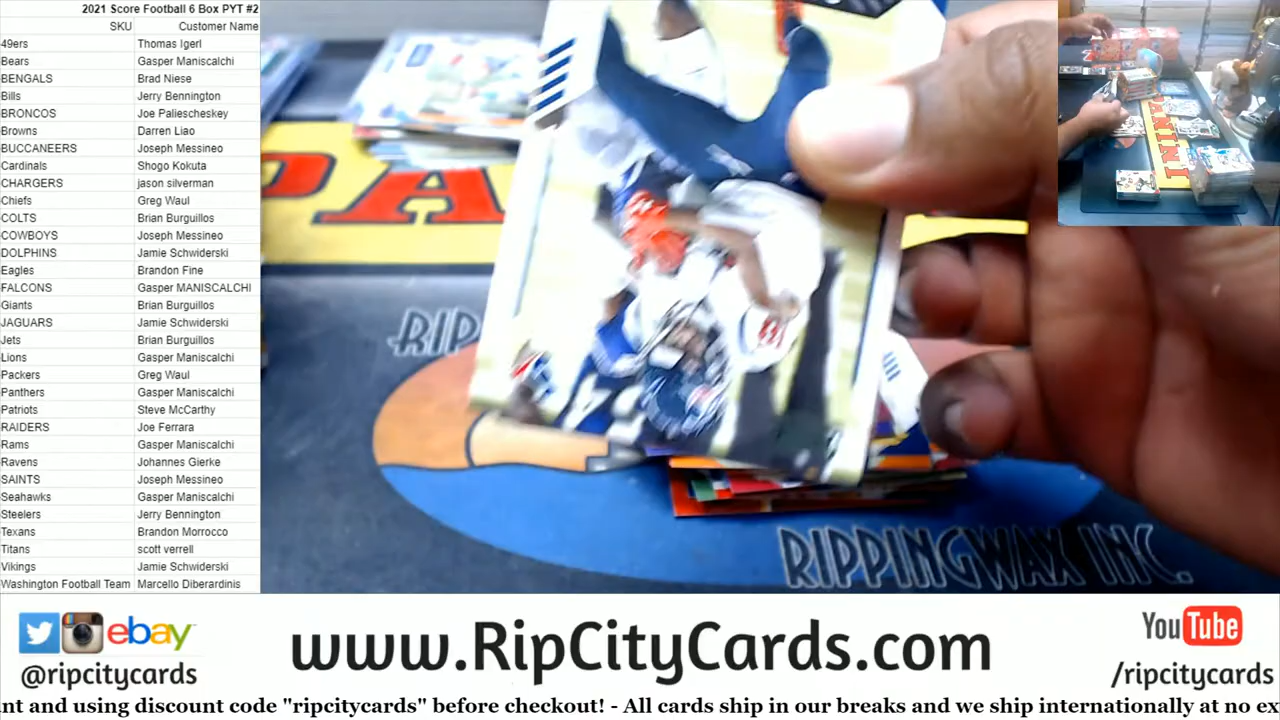 2021 Score Football 6 Box PYT #2
SKU Customer Name
49ers Thomas Igerl
Bears Gasper Maniscalchi
BENGALS Brad Niese
Bills Jerry Bennington
BRONCOS Joe Paliescheskey
Browns Darren Liao
BUCCANEERS Joseph Messineo
Cardinals Shogo Kokuta
CHARGERS jason silverman
Chiefs Greg Waul
COLTS Brian Burguillos
COWBOYS Joseph Messineo
DOLPHINS Jamie Schwiderski
Eagles Brandon Fine
FALCONS Gasper MANISCALCHI
Giants Brian Burguillos
JAGUARS Jamie Schwiderski
Jets Brian Burguillos
Lions Gasper Maniscalchi
Packers Greg Waul
Panthers Gasper Maniscalchi
Patriots Steve McCarthy
RAIDERS Joe Ferrara
Rams Gasper Maniscalchi
Ravens Johannes Gierke
SAINTS Joseph Messineo
Seahawks Gasper Maniscalchi
Steelers Jerry Bennington
Texans Brandon Morrocco
Titans scott verrell
Vikings Jamie Schwiderski
Washington Football Team Marcello Diberardinis
PA
RIP
RIPPINGWAX INC.
ebay
@ripcitycards
www.RipCityCards.com
YouTube
/ripcitycards
nt and using discount code "ripcitycards" before checkout! - All cards ship in our breaks and we ship internationally at no ex